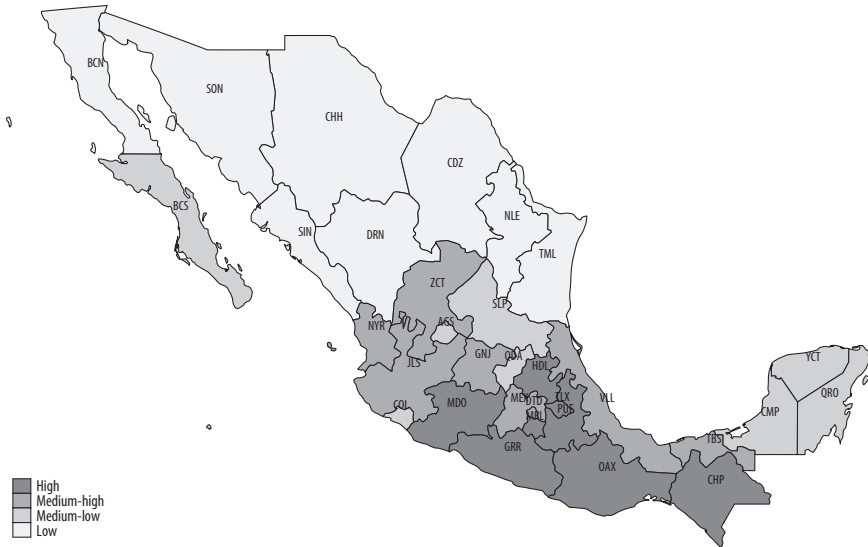 BCN
SON
CHH
CDZ
BCS
NLE
SIN
DRN
TML
ZCT
SLP
NYR
AGS
JLS
GNJ
QDA
HDL
YCT
COL
MDO
MEX
DTD
TLX
VLL
QRO
MRL
PUE
CMP
TBS
GRR
OAX
CHP
High
Medium-high
Medium-low
Low